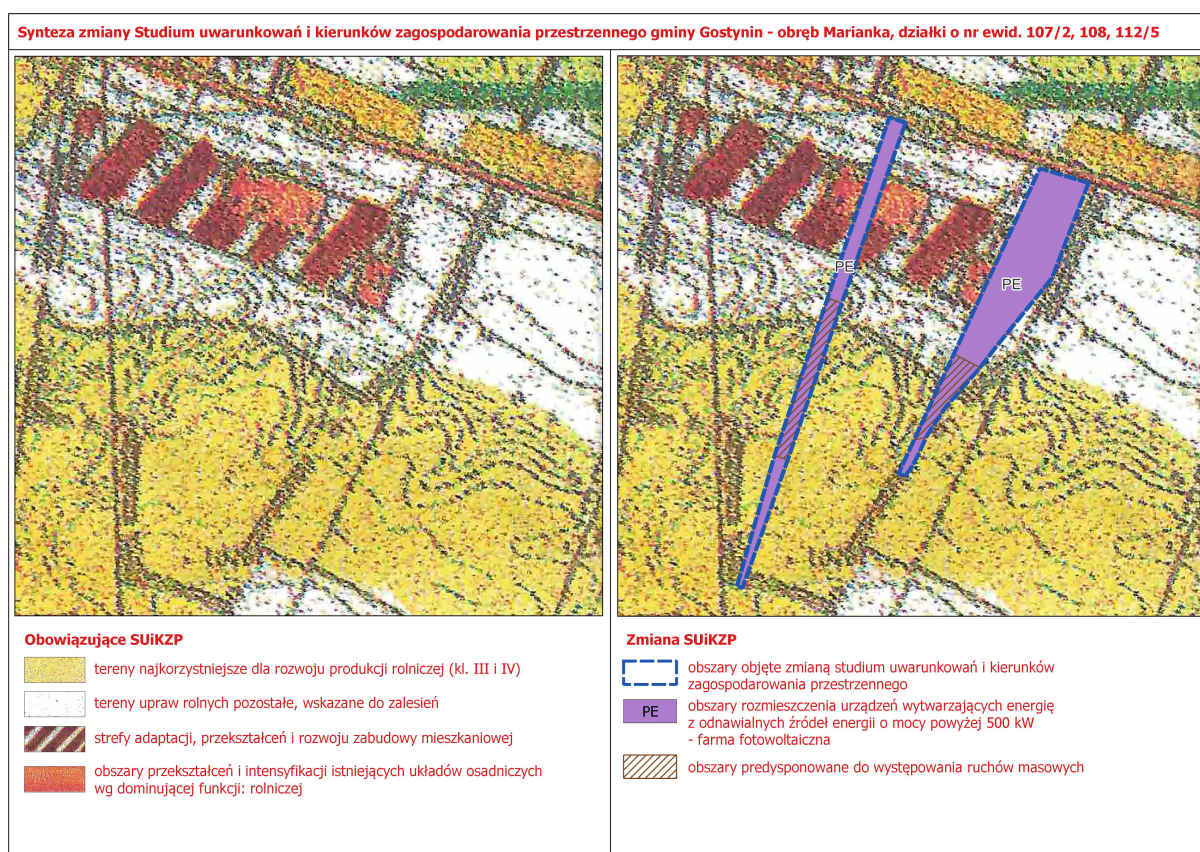 Synteza zmiany Studium uwarunkowań i kierunków zagospodarowania przestrzennego gminy Gostynin - obręb Marianka, działki o nr ewid. 107/2, 108, 112/5
PE
PE
Obowiązujące SUiKZP
tereny najkorzystniejsze dla rozwoju produkcji rolniczej (kl. III i IV)
tereny upraw rolnych pozostałe, wskazane do zalesień
strefy adaptacji, przekształceń i rozwoju zabudowy mieszkaniowej
obszary przekształceń i intensyfikacji istniejących układów osadniczych
wg dominującej funkcji: rolniczej
Zmiana SUiKZP
obszary objęte zmianą studium uwarunkowań i kierunków
zagospodarowania przestrzennego
PE
obszary rozmieszczenia urządzeń wytwarzających energię
z odnawialnych źródeł energii o mocy powyżej 500 kW
- farma fotowoltaiczna
obszary predysponowane do występowania ruchów masowych